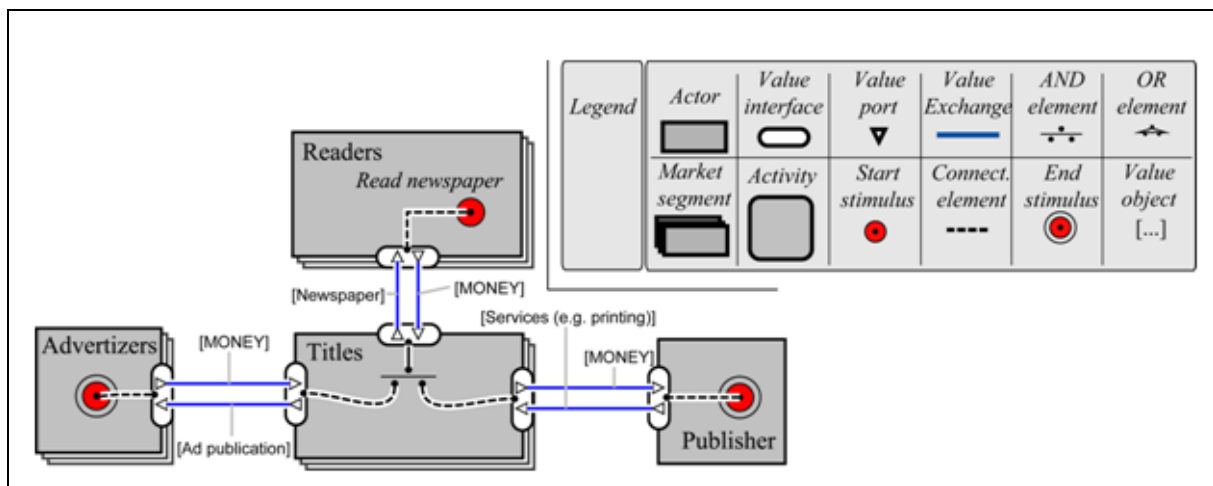 Legend
Actor
Value
interface
Value
port
Value
Exchange
AND
element
OR
element
Market
segment
Activity
Start
stimulus
Connect.
element
End
stimulus
Value
object
[...]
Readers
Read newspaper
[Newspaper]
[MONEY]
[Services (e.g. printing)]
Advertizers
[MONEY]
Titles
[MONEY]
[Ad publication]
Publisher